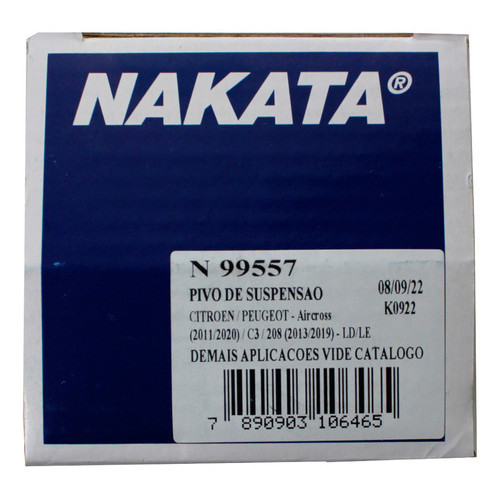 NAKATA®
N 99557
PIVO DE SUSPENSAO 08/09/22
CITROEN / PEUGEOT - Aircross K0922
(2011/2020) / C3 / 208 (2013/2019) - LD/LE
DEMAIS APLICACOES VIDE CATALOGO
7 890903 106465